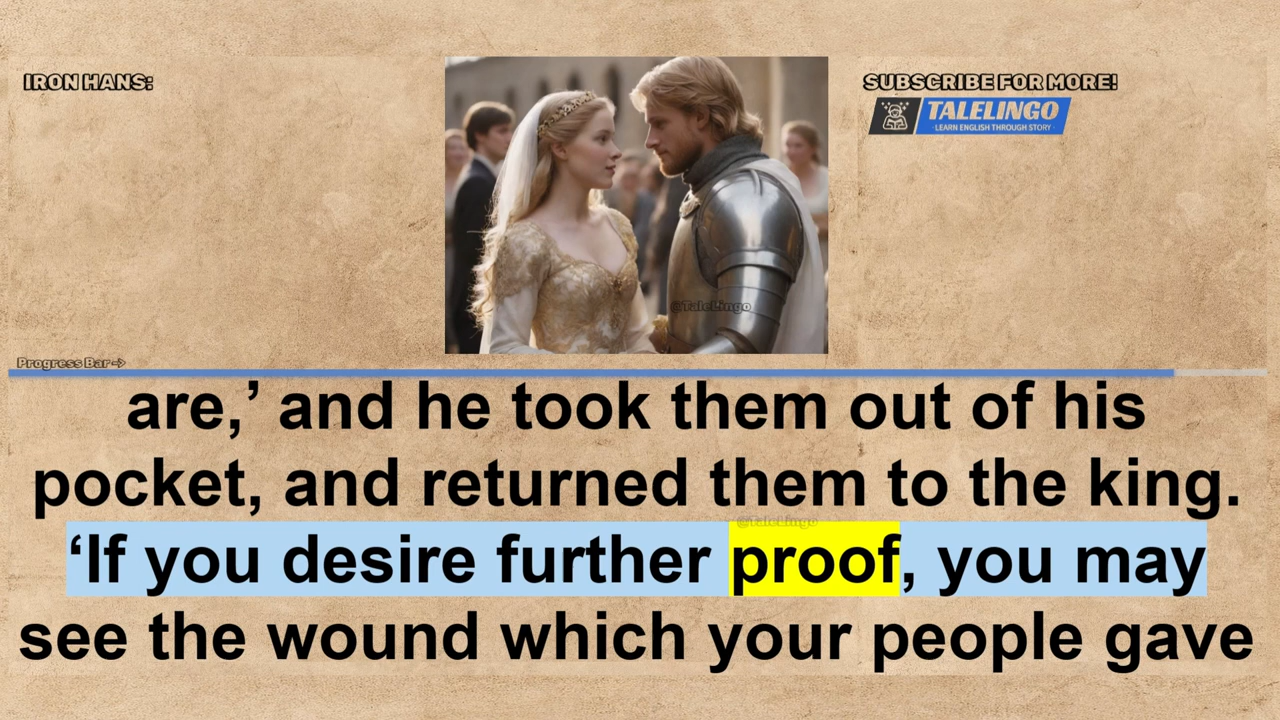 IRON HANS:
SUBSCRIBE FOR MORE!
TALELINGO
· LEARN ENGLISH THROUGH STORY ·
@TaleLingo
Progress Bar->
are,’ and he took them out of his
pocket, and returned them to the king.
@TaleLingo
‘If you desire further proof, you may
see the wound which your people gave